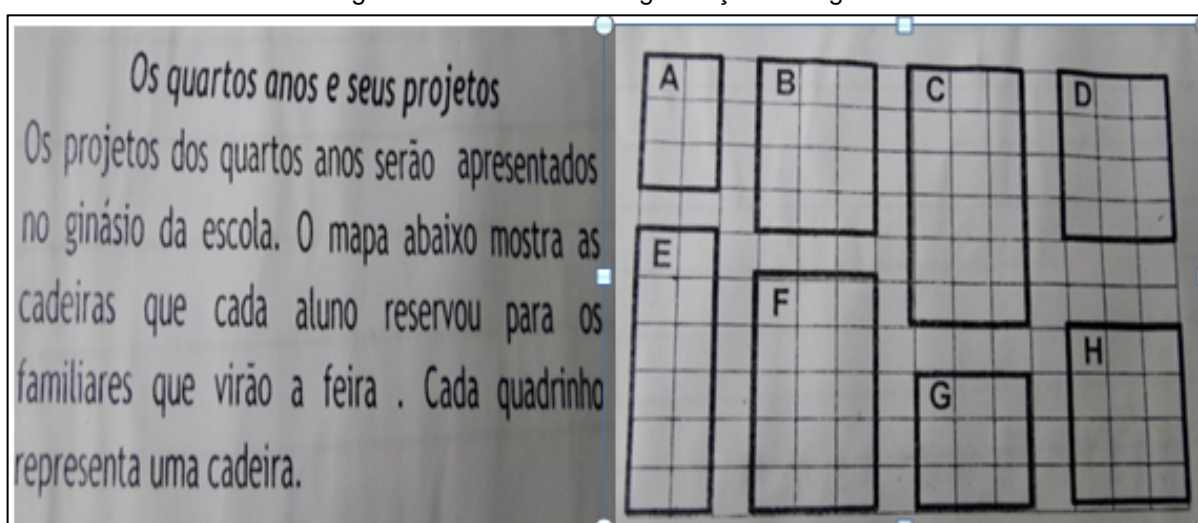 Os quartos anos e seus projetos
Os projetos dos quartos anos serão apresentados
no ginásio da escola. O mapa abaixo mostra as
cadeiras que cada aluno reservou para os
familiares que virão a feira . Cada quadrinho
representa uma cadeira.
A B C D
E F
G H